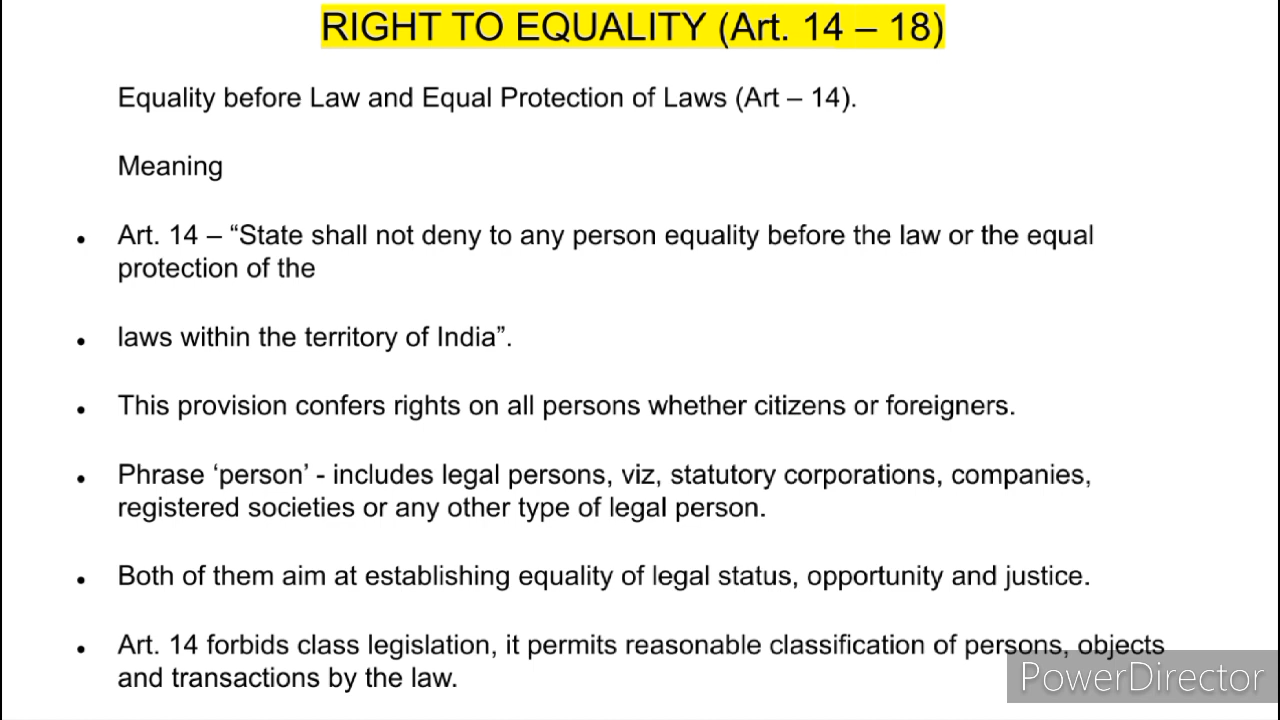 RIGHT TO EQUALITY (Art. 14 – 18)
Equality before Law and Equal Protection of Laws (Art – 14).
Meaning
• Art. 14 – “State shall not deny to any person equality before the law or the equal
protection of the
• laws within the territory of India”.
• This provision confers rights on all persons whether citizens or foreigners.
• Phrase ‘person’ - includes legal persons, viz, statutory corporations, companies,
registered societies or any other type of legal person.
• Both of them aim at establishing equality of legal status, opportunity and justice.
• Art. 14 forbids class legislation, it permits reasonable classification of persons, objects
and transactions by the law.
PowerDirector